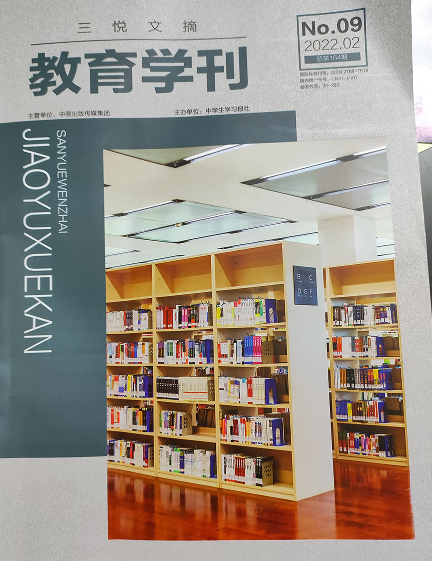 三悦文摘
No.09
2022.02
总第164期
教育学刊
主管单位：中原出版传媒集团
主办单位：中学生学习报社
SANYUEWENZHAI
JIAOYUXUEKAN
B C
D E F